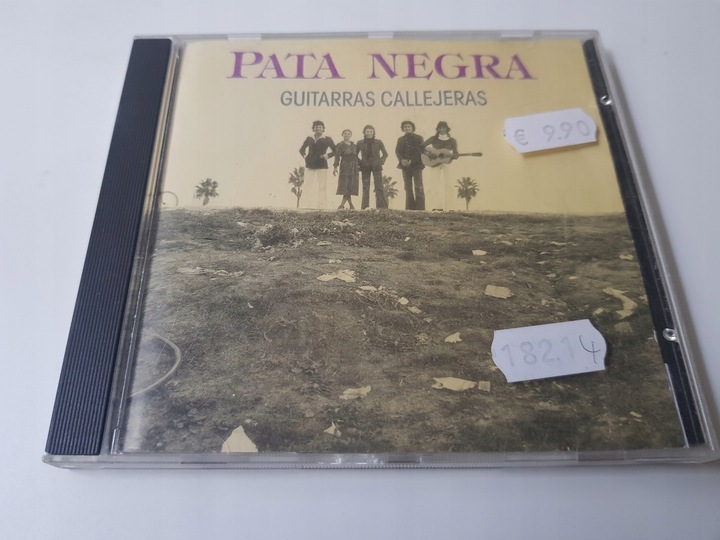 PATA NEGRA
GUITARRAS CALLEJERAS
€ 9.90
182.14